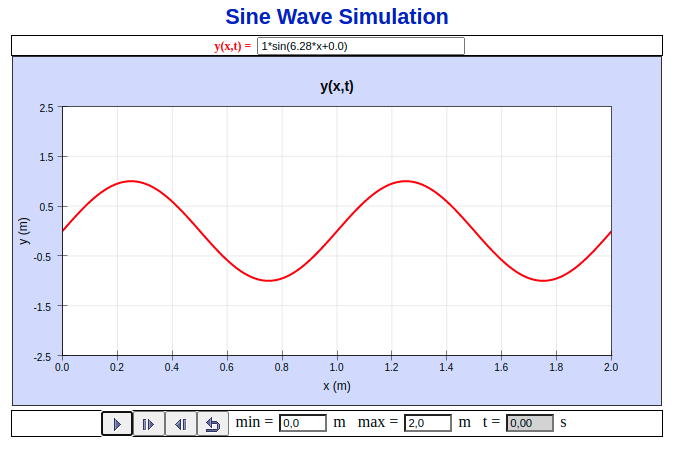 Sine Wave Simulation
y(x,t) = 1*sin(6.28*x+0.0)
y(x,t)
2.5
1.5
0.5
-0.5
-1.5
-2.5
y (m)
0.0 0.2 0.4 0.6 0.8 1.0 1.2 1.4 1.6 1.8 2.0
x (m)
min = 0,0 m max = 2,0 m t = 0,00 s